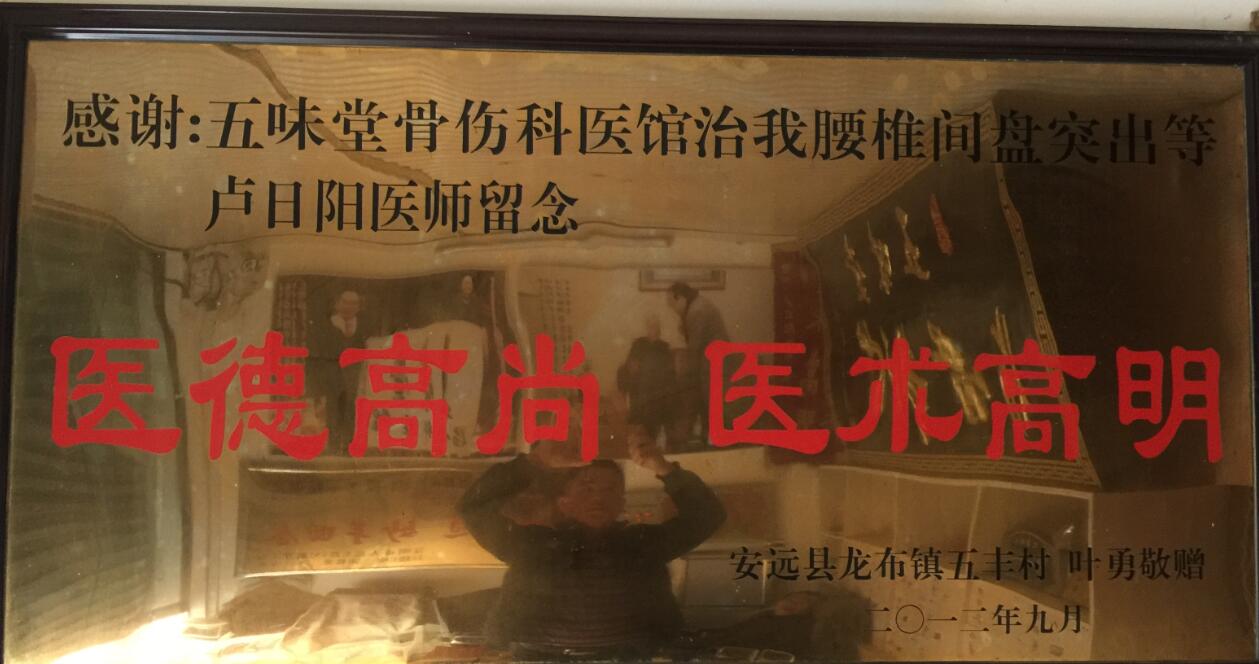 感谢:五味堂骨伤科医馆治我腰椎间盘突出等
卢日阳医师留念
医德高尚 医术高明
安远县龙布镇五丰村 叶勇敬赠
二〇一二年九月